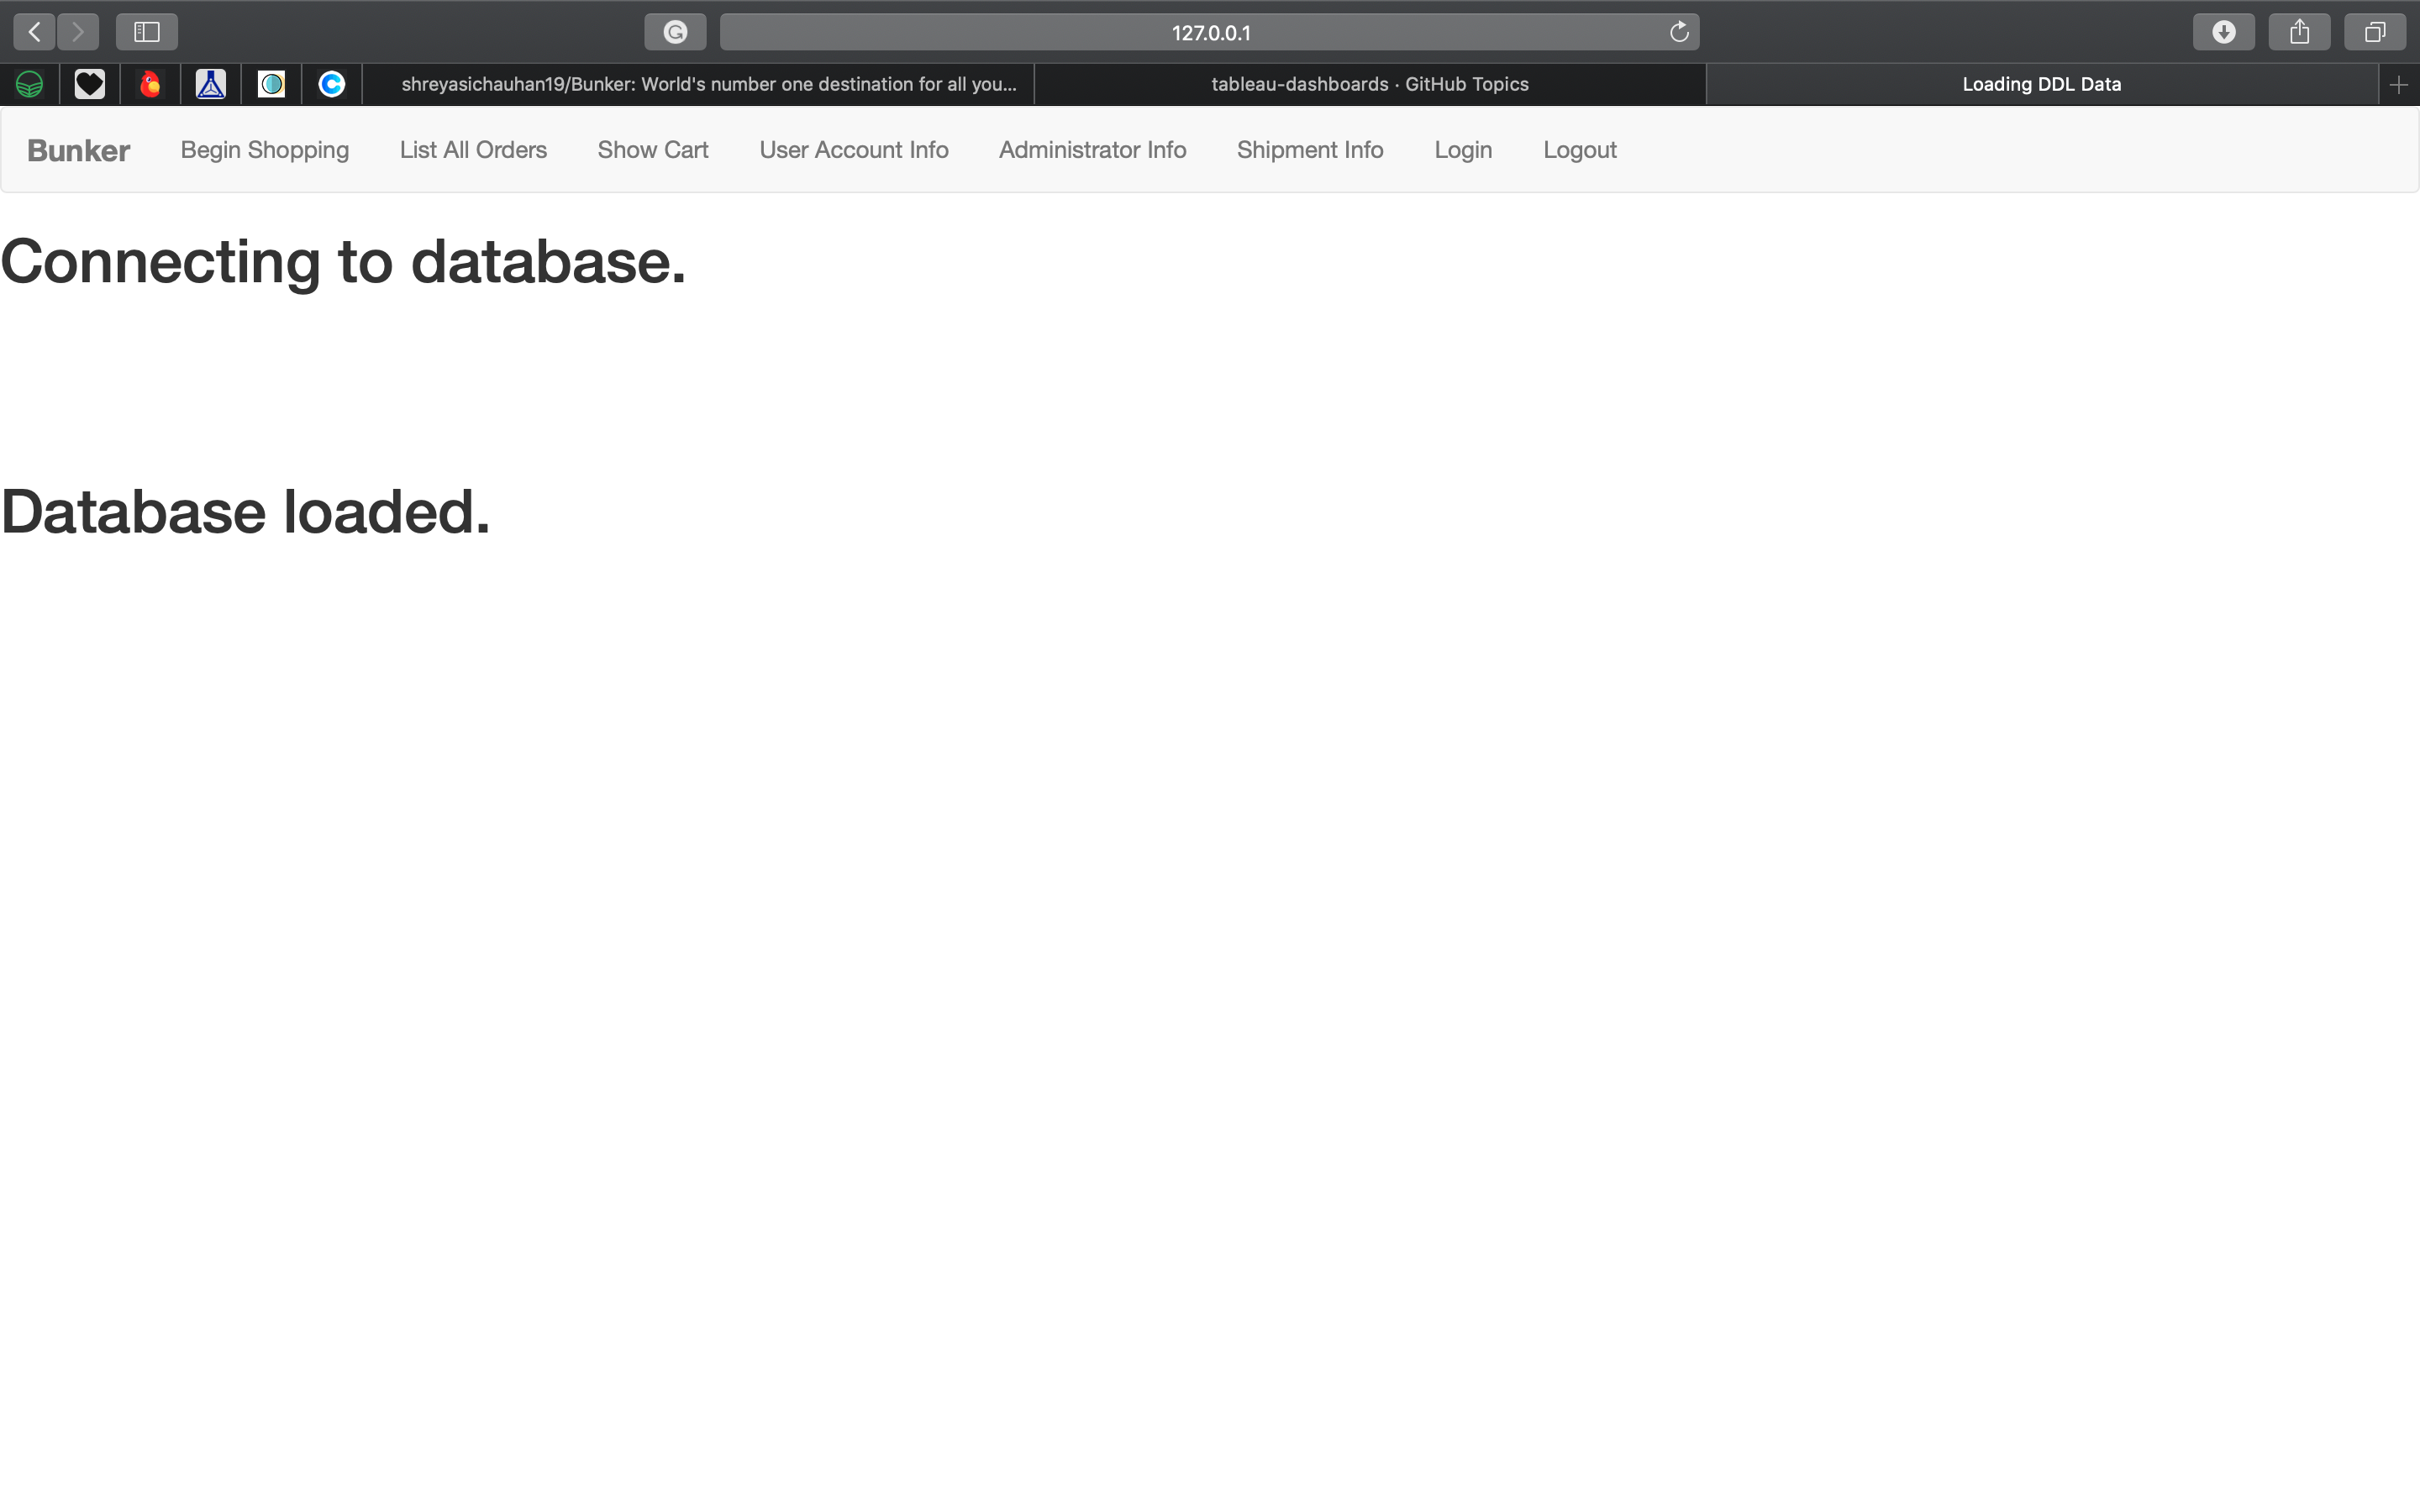 127.0.0.1
shreyasichauhan19/Bunker: World's number one destination for all you...
tableau-dashboards · GitHub Topics
Loading DDL Data
Bunker Begin Shopping List All Orders Show Cart User Account Info Administrator Info Shipment Info Login Logout
Connecting to database.
Database loaded.